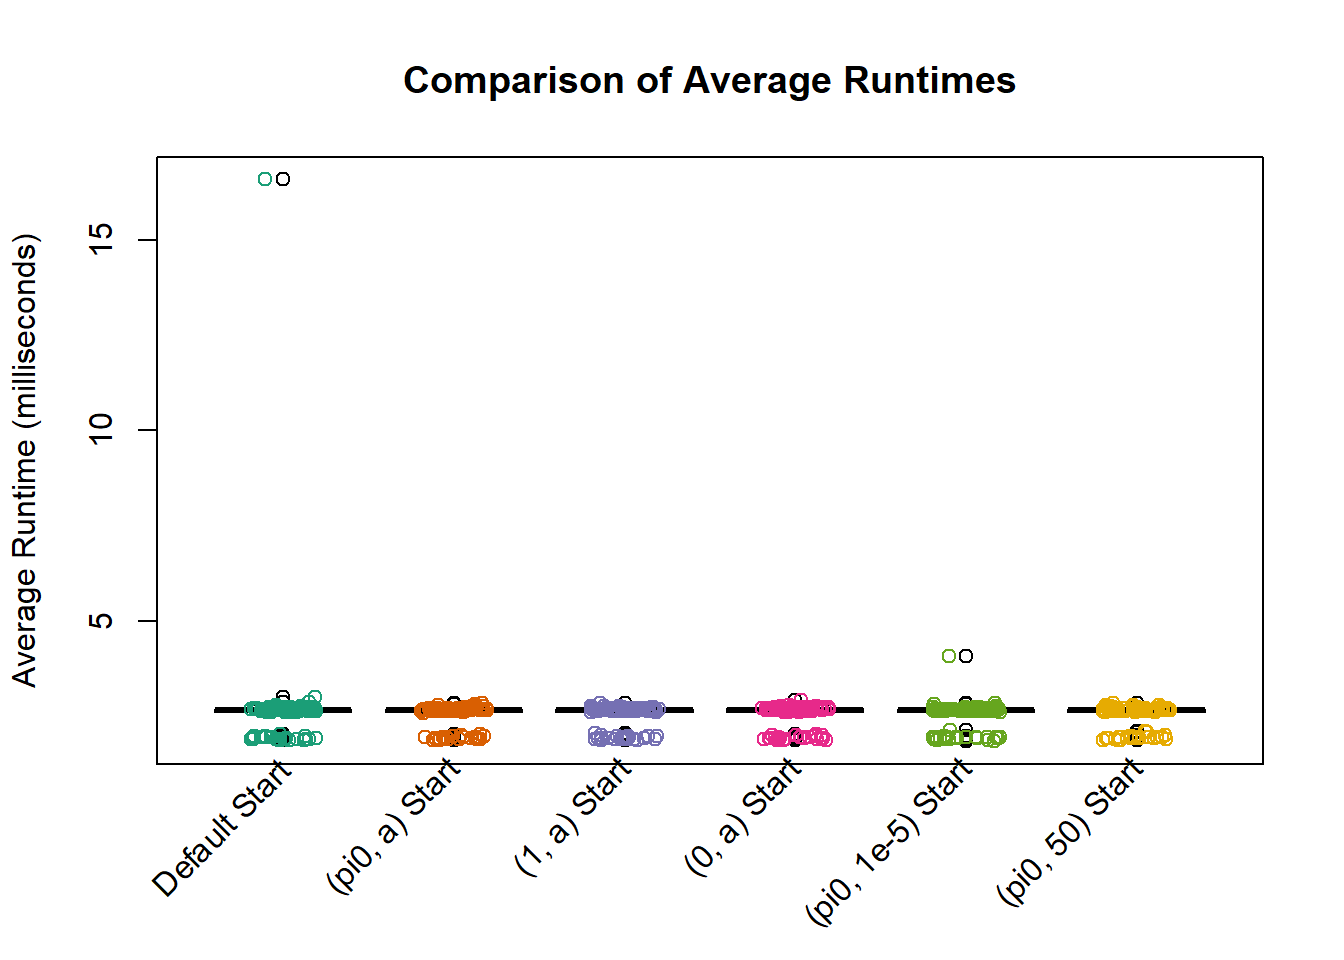 Comparison of Average Runtimes
Average Runtime (milliseconds)
15
10
5
Default Start
(pi0, a) Start
(1, a) Start
(0, a) Start
(pi0, 1e-5) Start
(pi0, 50) Start